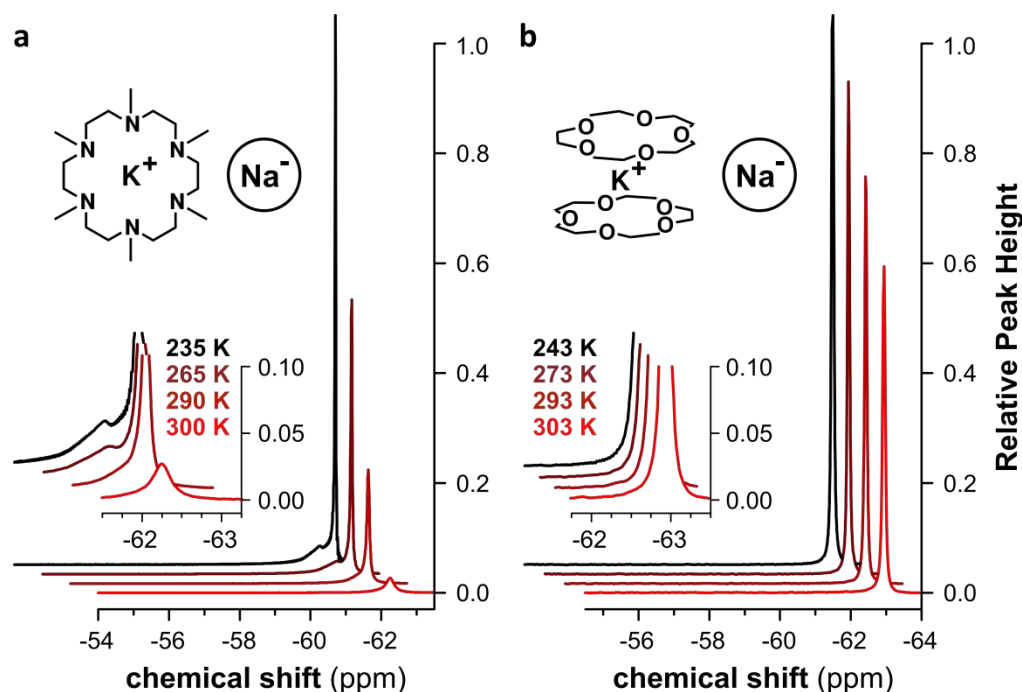 a
N
N N
K+
N N
N
Na-
235 K
265 K
290 K
300 K
0.10
0.05
0.00
-62 -63
1.0
0.8
0.6
0.4
0.2
0.0
-54 -56 -58 -60 -62
chemical shift (ppm)
b
O O
O
O O
K+
O O
O O
O
Na-
243 K
273 K
293 K
303 K
0.10
0.05
0.00
-62 -63
1.0
0.8
0.6
0.4
0.2
0.0
-56 -58 -60 -62 -64
chemical shift (ppm)
Relative Peak Height